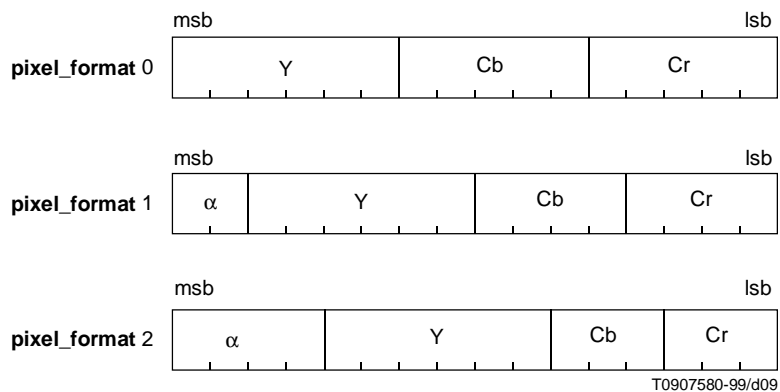 msb lsb
pixel_format 0 Y Cb Cr
msb lsb
pixel_format 1 α Y Cb Cr
msb lsb
pixel_format 2 α Y Cb Cr
T0907580-99/d09